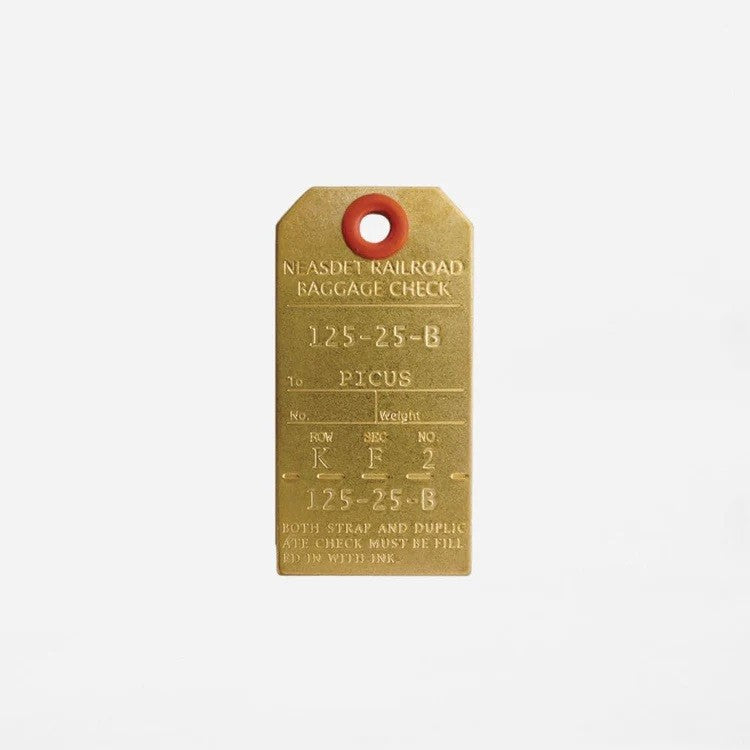 NEASDET RAILROAD
BAGGAGE CHECK
125-25-B
To PICUS
No. Weight
ROW SEC NO.
K F 2
125-25-B
BOTH STRAP AND DUPLIC
ATE CHECK MUST BE FILL
ED IN WITH INK.